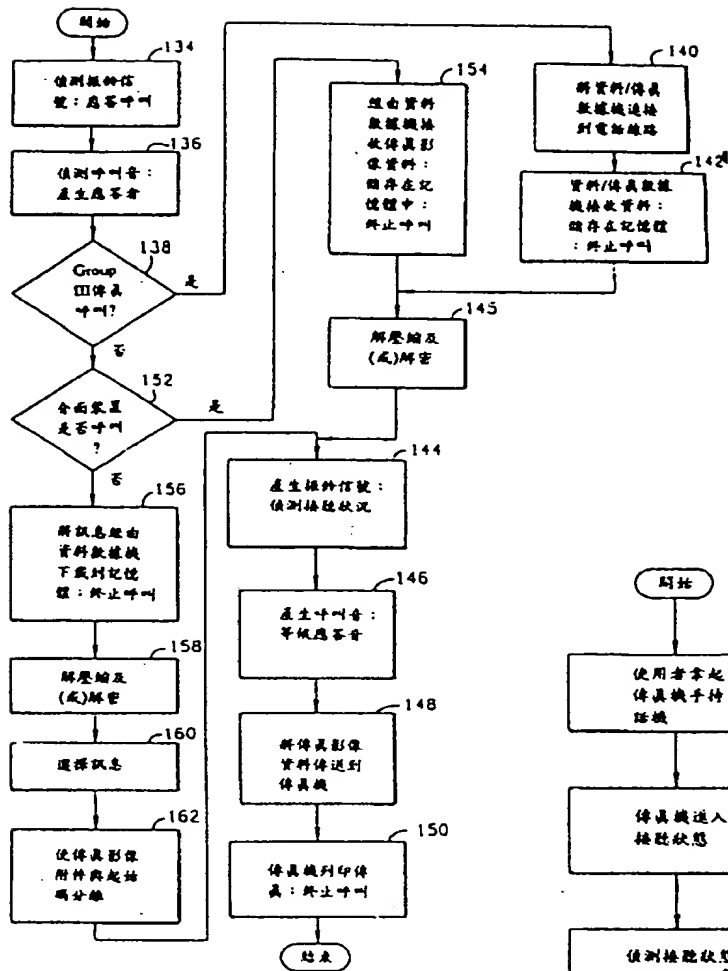 開始
134
偵測振鈴信
號：應答呼叫
136
偵測呼叫音：
產生應答音
138
Group
III傳真
呼叫?
是
否
152
介面裝置
是否呼叫
?
是
否
156
將訊息經由
資料數據機
下載到記憶
體：終止呼叫
158
解壓縮及
(或)解密
160
選擇訊息
162
使傳真影像
附件與起始
碼分離
154
經由資料
數據機接
收傳真影
像資料：
儲存在記
憶體中：
終止呼叫
140
將資料/傳真
數據機連接
到電話線路
142
資料/傳真數據
機接收資料：
儲存在記憶體
：終止呼叫
145
解壓縮及
(或)解密
144
產生振鈴信號：
偵測接聽狀況
146
產生呼叫音：
等候應答音
148
將傳真影像
資料傳送到
傳真機
150
傳真機列印傳
真：終止呼叫
結束
開始
使用者拿起
傳真機手持
話機
傳真機進入
接聽狀態
偵測接聽狀態